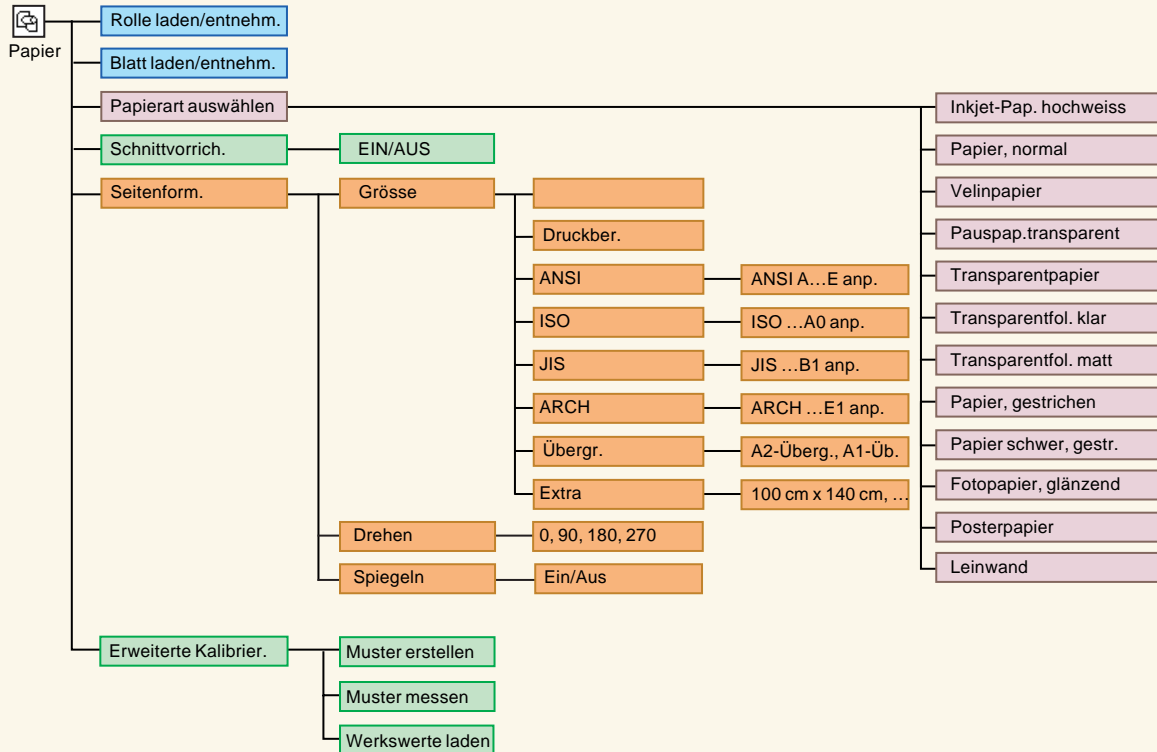 Papier
Rolle laden/entnehm.
Blatt laden/entnehm.
Papierart auswählen
Inkjet-Pap. hochweiss
Papier, normal
Velinpapier
Pauspap.transparent
Transparentpapier
Transparentfol. klar
Transparentfol. matt
Papier, gestrichen
Papier schwer, gestr.
Fotopapier, glänzend
Posterpapier
Leinwand
Schnittvorrich.
EIN/AUS
Seitenform.
Grösse
Druckber.
ANSI
ANSI A…E anp.
ISO
ISO …A0 anp.
JIS
JIS …B1 anp.
ARCH
ARCH …E1 anp.
Übergr.
A2-Überg., A1-Üb.
Extra
100 cm x 140 cm, …
Drehen
0, 90, 180, 270
Spiegeln
Ein/Aus
Erweiterte Kalibrier.
Muster erstellen
Muster messen
Werkswerte laden